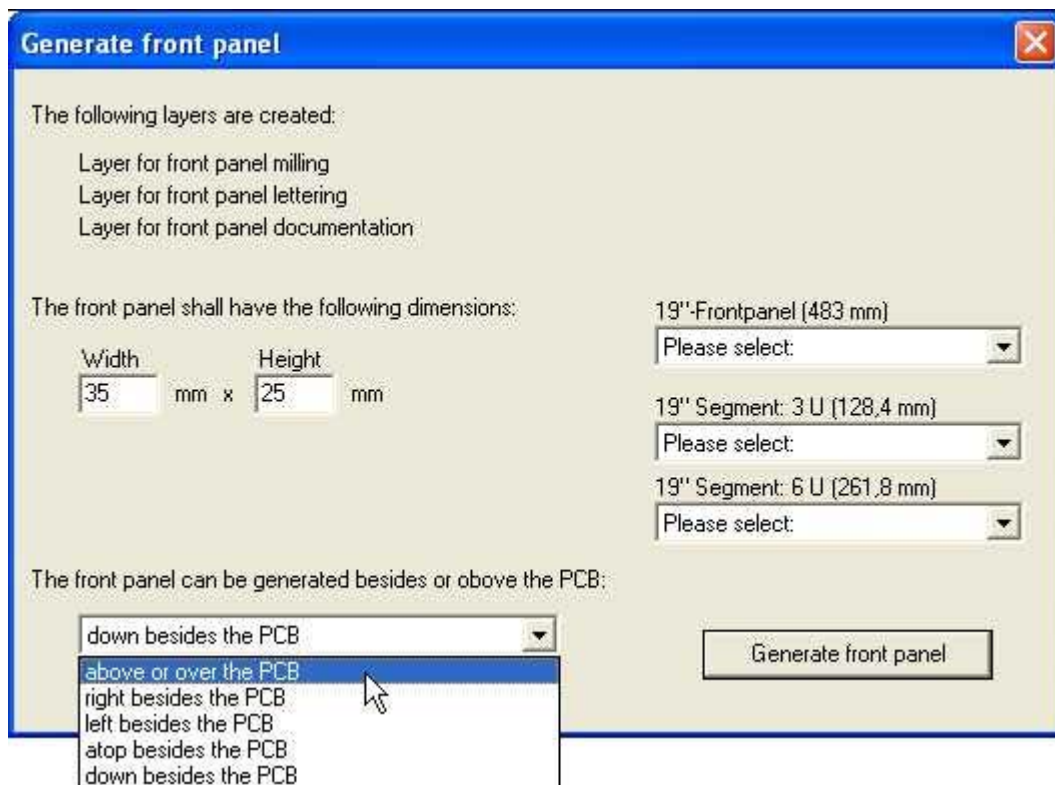 Generate front panel
The following layers are created:
Layer for front panel milling
Layer for front panel lettering
Layer for front panel documentation
The front panel shall have the following dimensions:
Width Height
35 mm x 25 mm
19"-Frontpanel (483 mm)
Please select:
19" Segment: 3 U (128,4 mm)
Please select:
19" Segment: 6 U (261,8 mm)
Please select:
The front panel can be generated besides or obove the PCB:
down besides the PCB
above or over the PCB
right besides the PCB
left besides the PCB
atop besides the PCB
down besides the PCB
Generate front panel